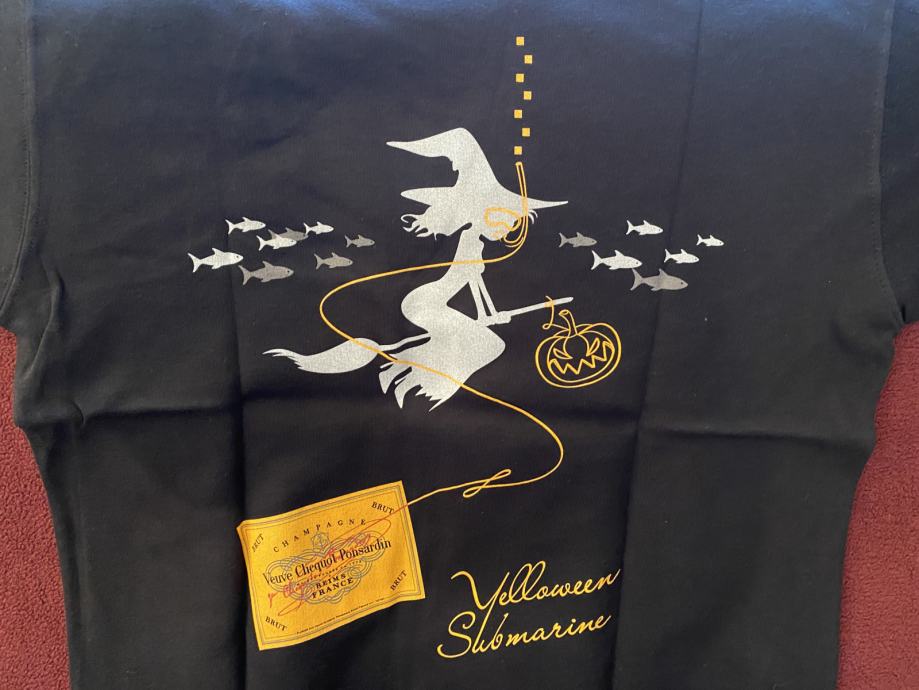 BRUT BRUT
CHAMPAGNE
Veuve Clicquot Ponsardin
REIMS
FRANCE
BRUT BRUT
Yelloween
Submarine